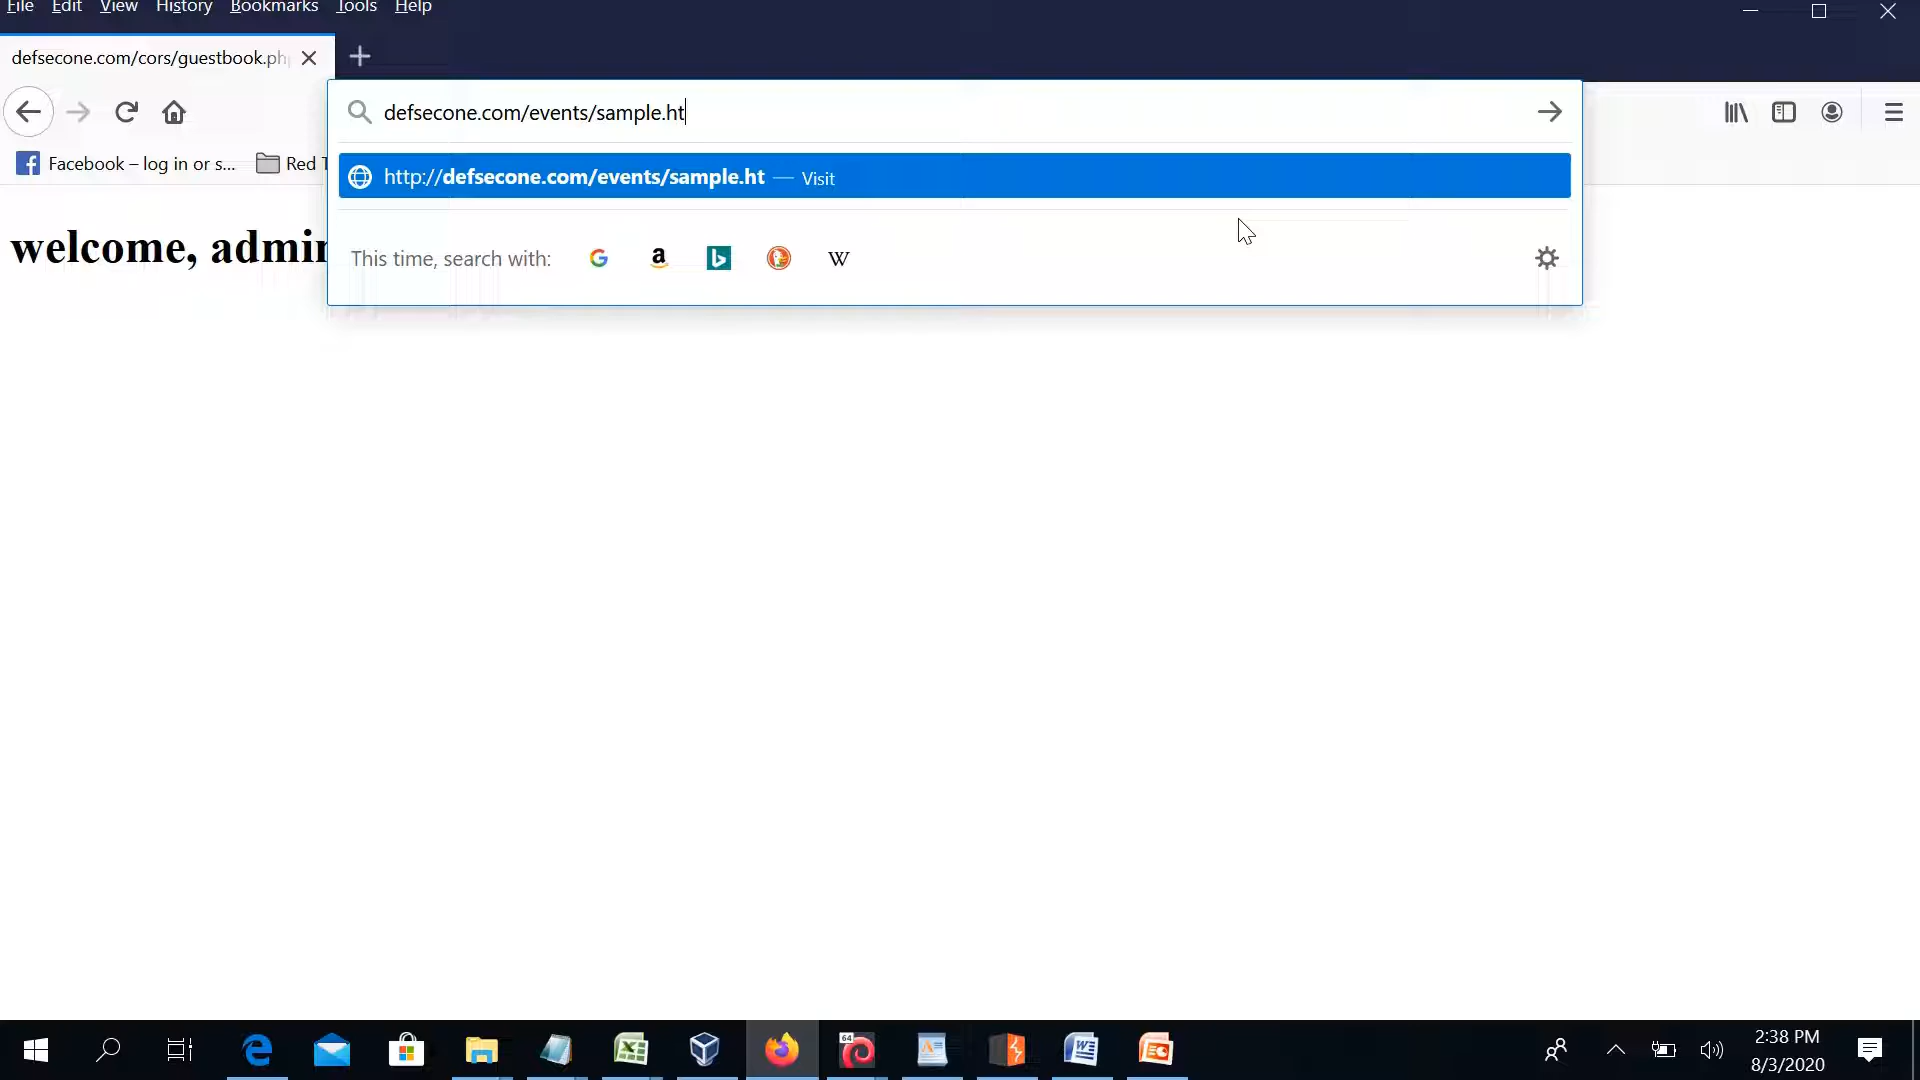 File Edit View History Bookmarks Tools Help
defsecone.com/cors/guestbook.ph
defsecone.com/events/sample.ht
Facebook – log in or s... Red
http://defsecone.com/events/sample.ht — Visit
welcome, admin
This time, search with:
2:38 PM
8/3/2020